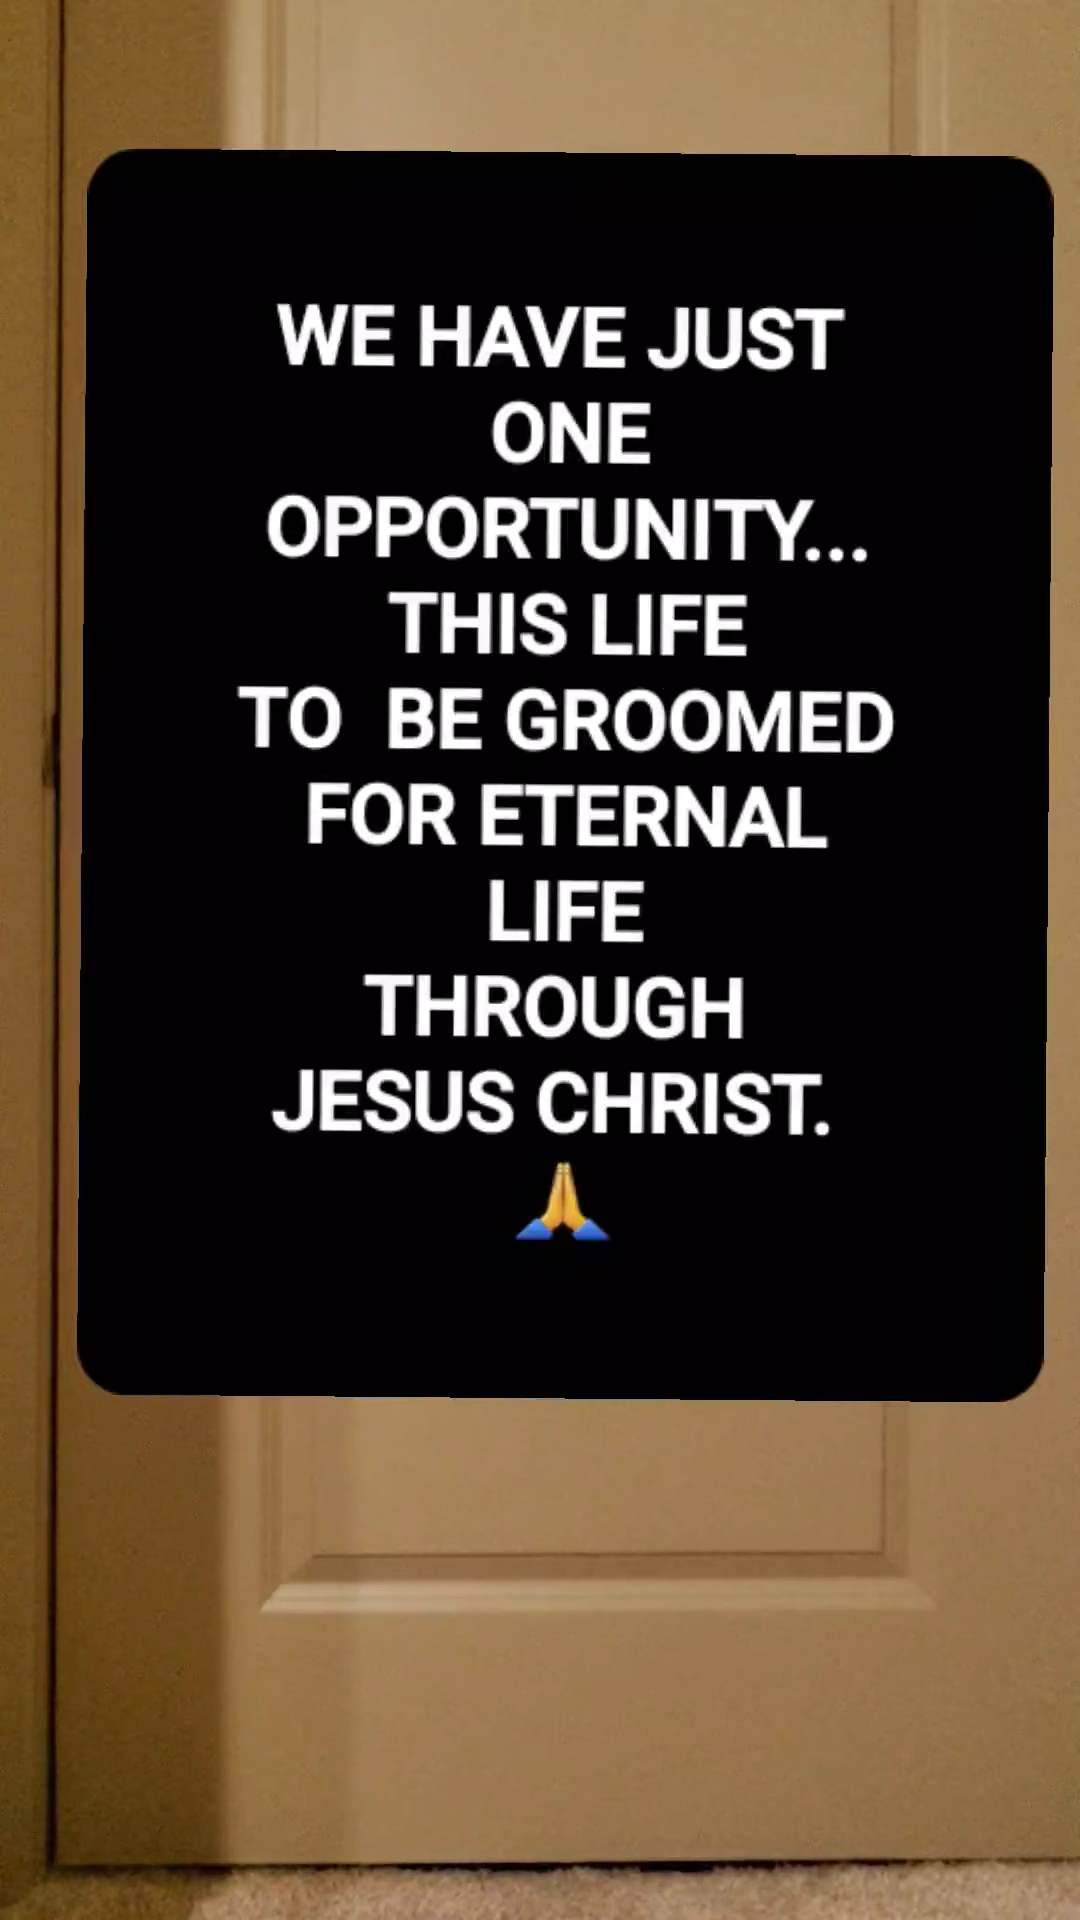 WE HAVE JUST
ONE
OPPORTUNITY...
THIS LIFE
TO  BE GROOMED
FOR ETERNAL
LIFE
THROUGH
JESUS CHRIST.
🙏